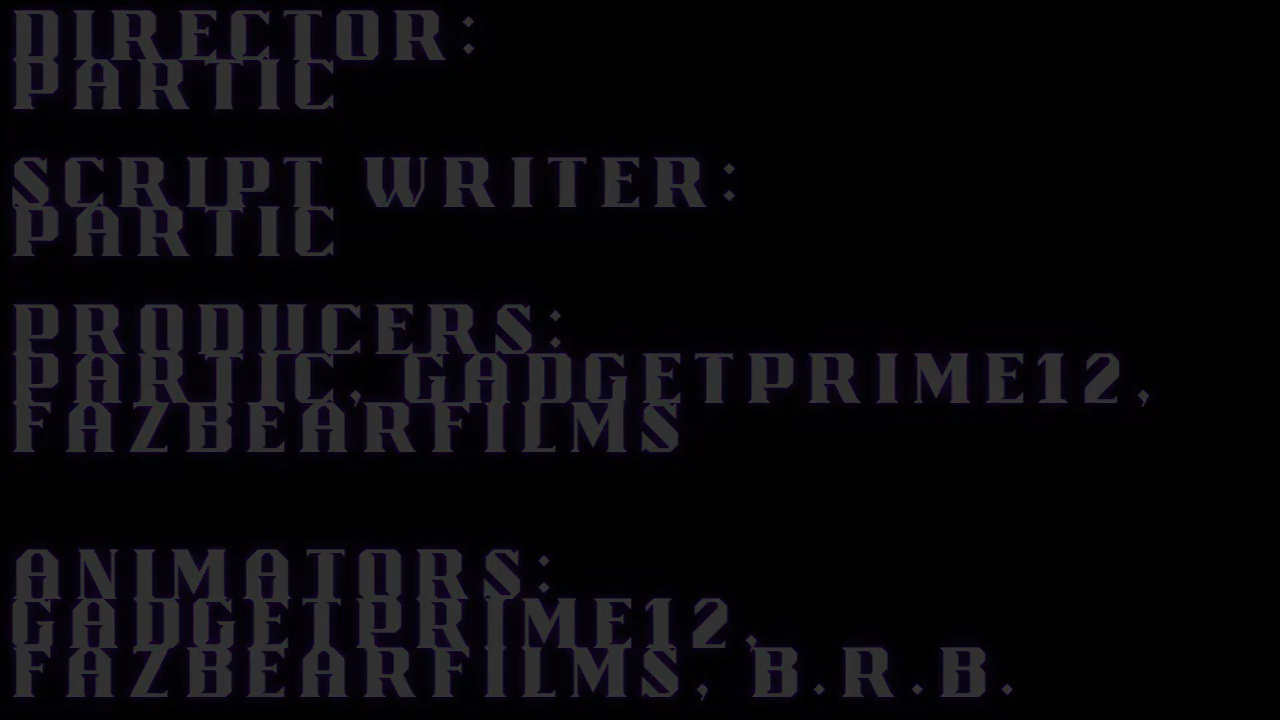 DIRECTOR:
PARTIC
SCRIPT WRITER:
PARTIC
PRODUCERS:
PARTIC, GADGETPRIME12,
FAZBEARFILMS
ANIMATORS:
GADGETPRIME12,
FAZBEARFILMS, B.R.B.